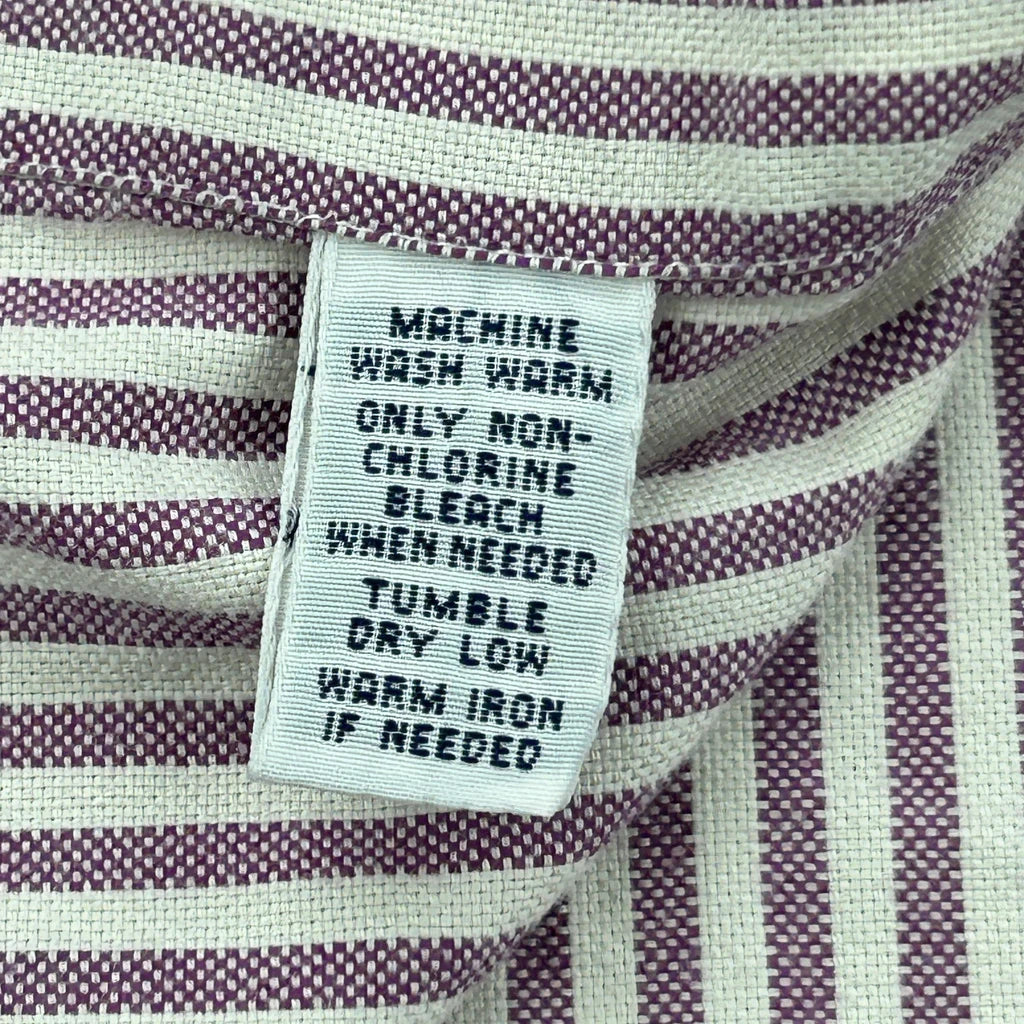 MACHINE
WASH WARM
ONLY NON-
CHLORINE
BLEACH
WHEN NEEDED
TUMBLE
DRY LOW
WARM IRON
IF NEEDED